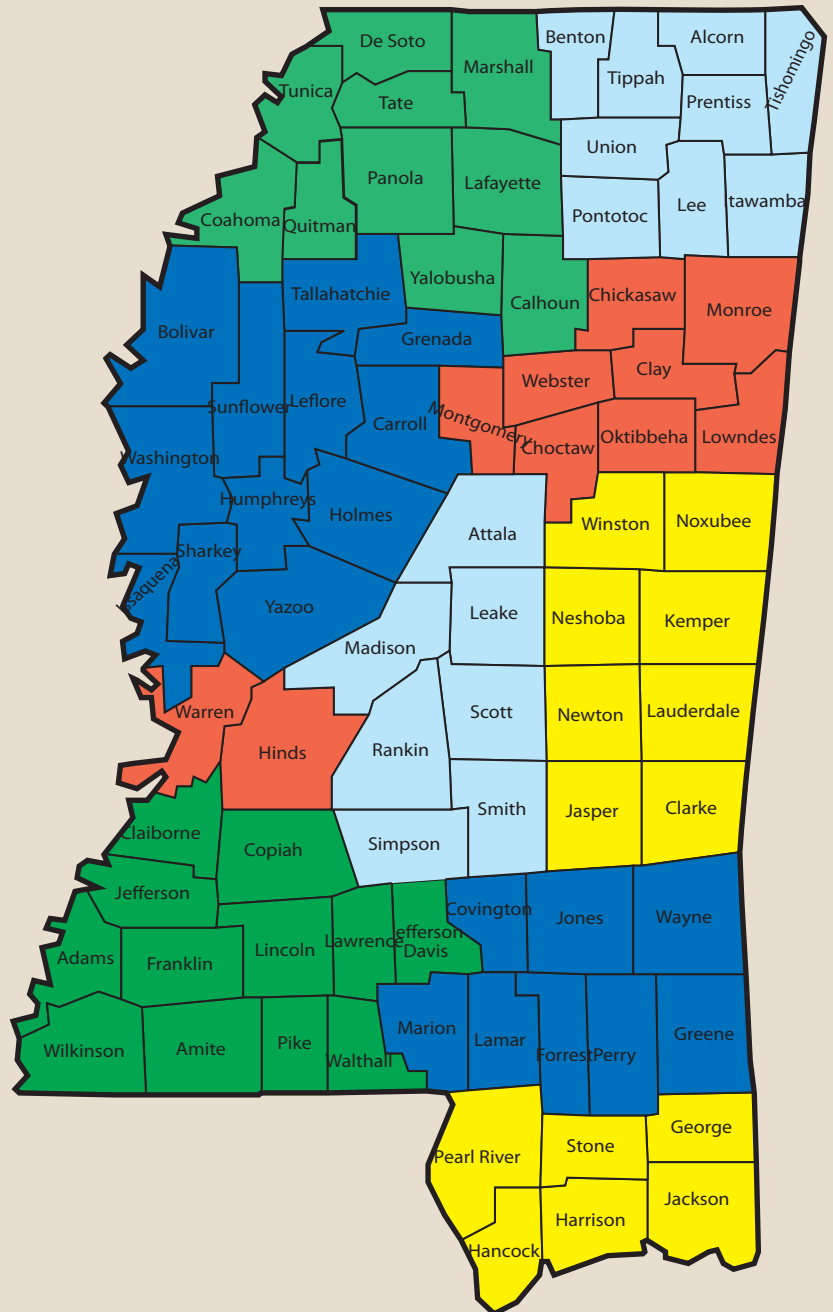 De Soto
Benton
Alcorn
Tishomingo
Marshall
Tippah
Tunica
Tate
Prentiss
Union
Panola
Lafayette
Lee
Itawamba
Pontotoc
Coahoma
Quitman
Yalobusha
Calhoun
Tallahatchie
Chickasaw
Monroe
Bolivar
Grenada
Clay
Webster
Sunflower
Leflore
Carroll
Montgomery
Choctaw
Oktibbeha
Lowndes
Washington
Humphreys
Holmes
Winston
Noxubee
Attala
Sharkey
Issaquena
Yazoo
Leake
Neshoba
Kemper
Madison
Warren
Scott
Newton
Lauderdale
Hinds
Rankin
Smith
Jasper
Clarke
Claiborne
Copiah
Simpson
Jefferson
Covington
Jones
Wayne
Adams
Franklin
Lincoln
Lawrence
Jefferson
Davis
Wilkinson
Amite
Pike
Walthall
Marion
Lamar
Forrest
Perry
Greene
George
Pearl River
Stone
Jackson
Harrison
Hancock